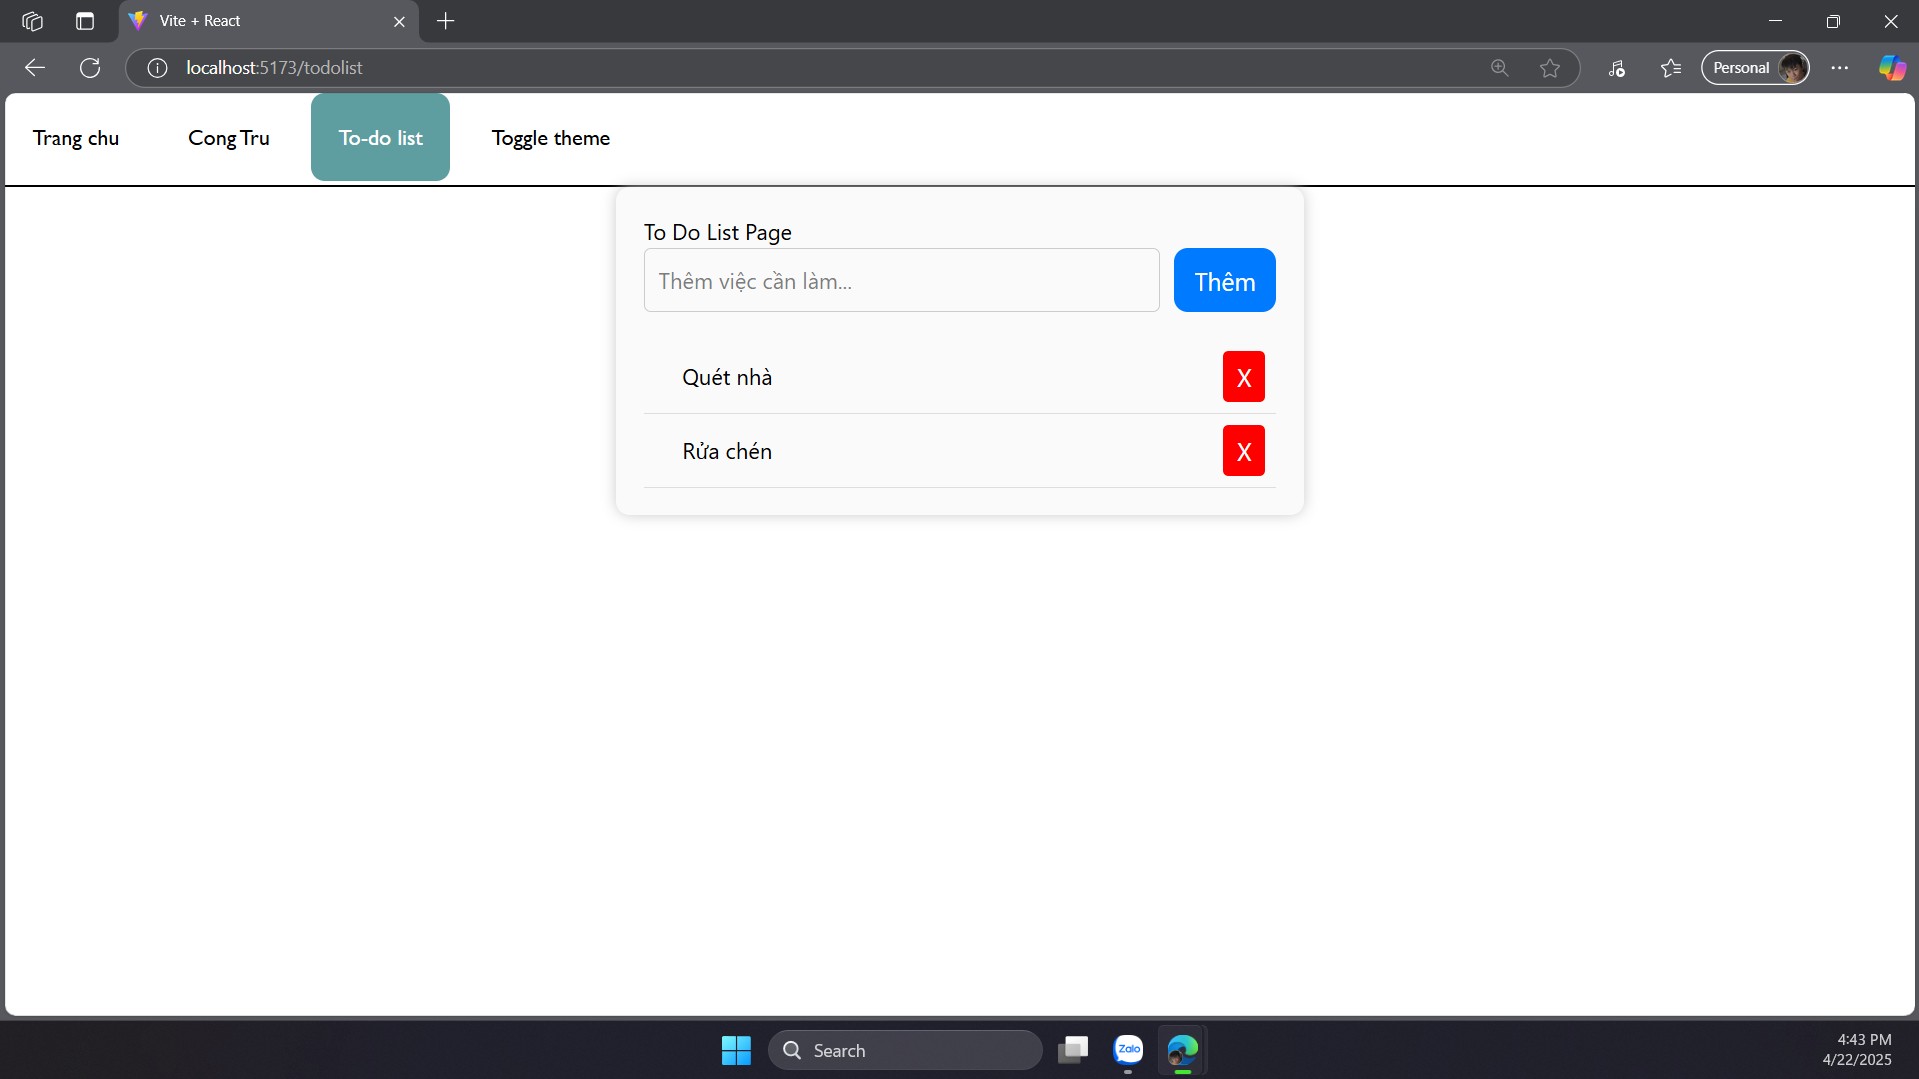 Vite + React
localhost:5173/todolist
Personal
Trang chu
Cong Tru
To-do list
Toggle theme
To Do List Page
Thêm việc cần làm...
Thêm
Quét nhà
X
Rửa chén
X
Search
Zalo
4:43 PM
4/22/2025